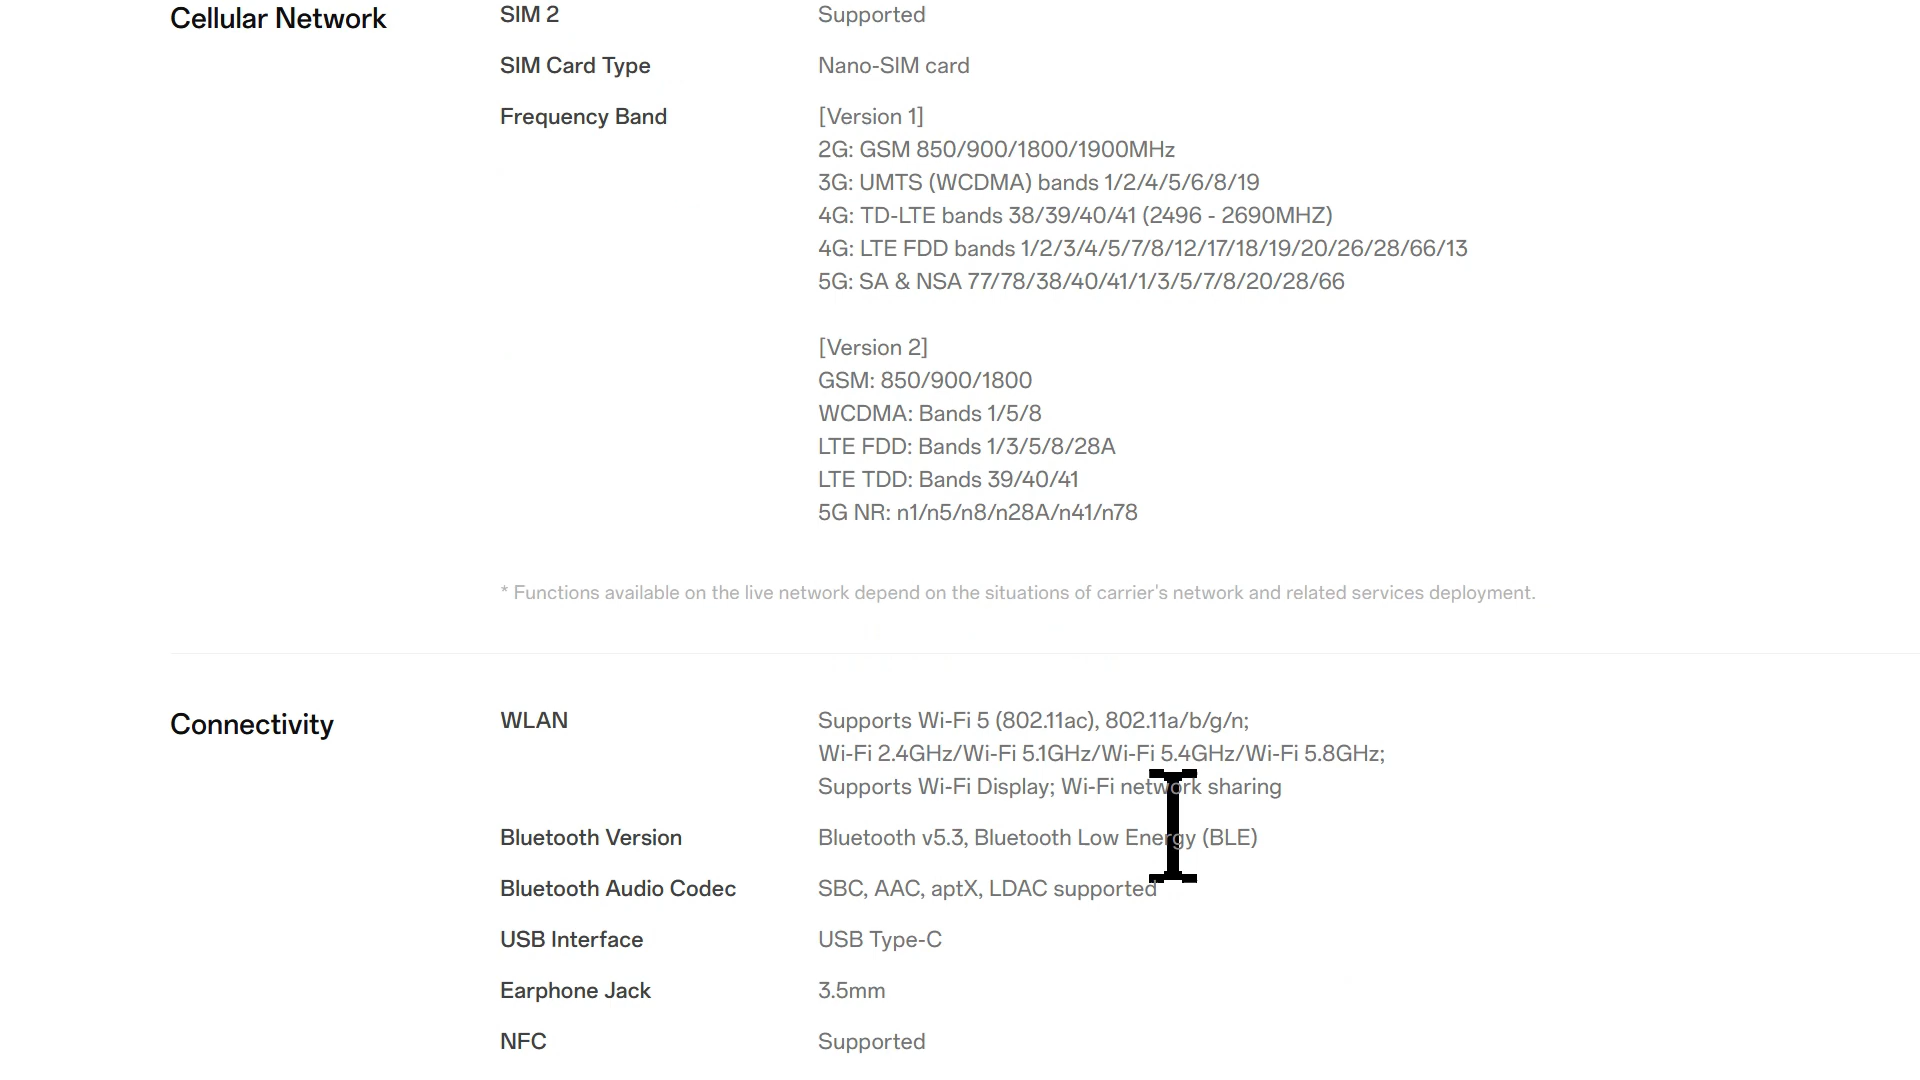 Cellular Network
SIM 2 Supported
SIM Card Type Nano-SIM card
Frequency Band [Version 1]
2G: GSM 850/900/1800/1900MHz
3G: UMTS (WCDMA) bands 1/2/4/5/6/8/19
4G: TD-LTE bands 38/39/40/41 (2496 - 2690MHZ)
4G: LTE FDD bands 1/2/3/4/5/7/8/12/17/18/19/20/26/28/66/13
5G: SA & NSA 77/78/38/40/41/1/3/5/7/8/20/28/66
[Version 2]
GSM: 850/900/1800
WCDMA: Bands 1/5/8
LTE FDD: Bands 1/3/5/8/28A
LTE TDD: Bands 39/40/41
5G NR: n1/n5/n8/n28A/n41/n78
* Functions available on the live network depend on the situations of carrier's network and related services deployment.
Connectivity
WLAN Supports Wi-Fi 5 (802.11ac), 802.11a/b/g/n;
Wi-Fi 2.4GHz/Wi-Fi 5.1GHz/Wi-Fi 5.4GHz/Wi-Fi 5.8GHz;
Supports Wi-Fi Display; Wi-Fi network sharing
Bluetooth Version Bluetooth v5.3, Bluetooth Low Energy (BLE)
Bluetooth Audio Codec SBC, AAC, aptX, LDAC supported
USB Interface USB Type-C
Earphone Jack 3.5mm
NFC Supported